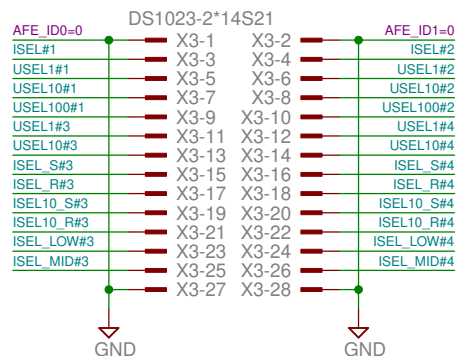 DS1023-2*14S21
AFE_ID0=0 X3-1 X3-2 AFE_ID1=0
ISEL#1 X3-3 X3-4 ISEL#2
USEL1#1 X3-5 X3-6 USEL1#2
USEL10#1 X3-7 X3-8 USEL10#2
USEL100#1 X3-9 X3-10 USEL100#2
USEL1#3 X3-11 X3-12 USEL1#4
USEL10#3 X3-13 X3-14 USEL10#4
ISEL_S#3 X3-15 X3-16 ISEL_S#4
ISEL_R#3 X3-17 X3-18 ISEL_R#4
ISEL10_S#3 X3-19 X3-20 ISEL10_S#4
ISEL10_R#3 X3-21 X3-22 ISEL10_R#4
ISEL_LOW#3 X3-23 X3-24 ISEL_LOW#4
ISEL_MID#3 X3-25 X3-26 ISEL_MID#4
X3-27 X3-28
GND GND